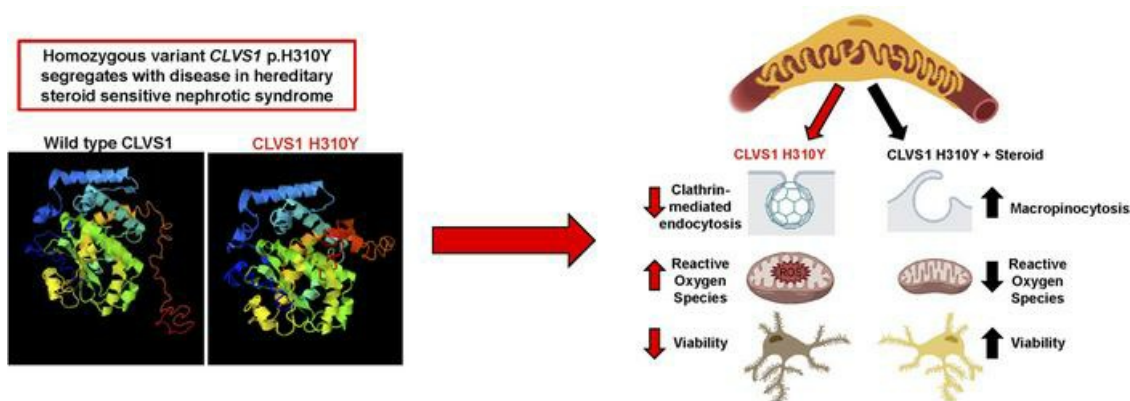 Homozygous variant CLVS1 p.H310Y
segregates with disease in hereditary
steroid sensitive nephrotic syndrome
Wild type CLVS1
CLVS1 H310Y
CLVS1 H310Y
CLVS1 H310Y + Steroid
Clathrin-
mediated
endocytosis
Macropinocytosis
Reactive
Oxygen
Species
ROS
Reactive
Oxygen
Species
Viability
Viability